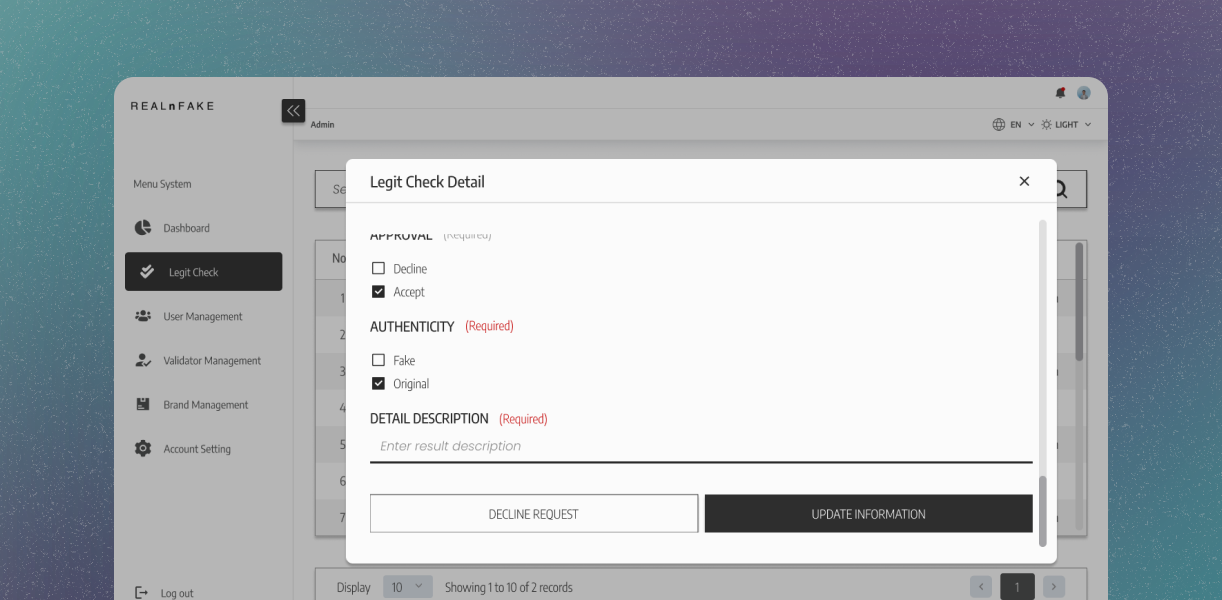 REALnFAKE
Admin
EN
LIGHT
Menu System
Dashboard
Legit Check
User Management
Validator Management
Brand Management
Account Setting
Log out
Se
No
1
2
3
4
5
6
7
Legit Check Detail
APPROVAL (Required)
Decline
Accept
AUTHENTICITY (Required)
Fake
Original
DETAIL DESCRIPTION (Required)
Enter result description
DECLINE REQUEST
UPDATE INFORMATION
Display 10 Showing 1 to 10 of 2 records
1